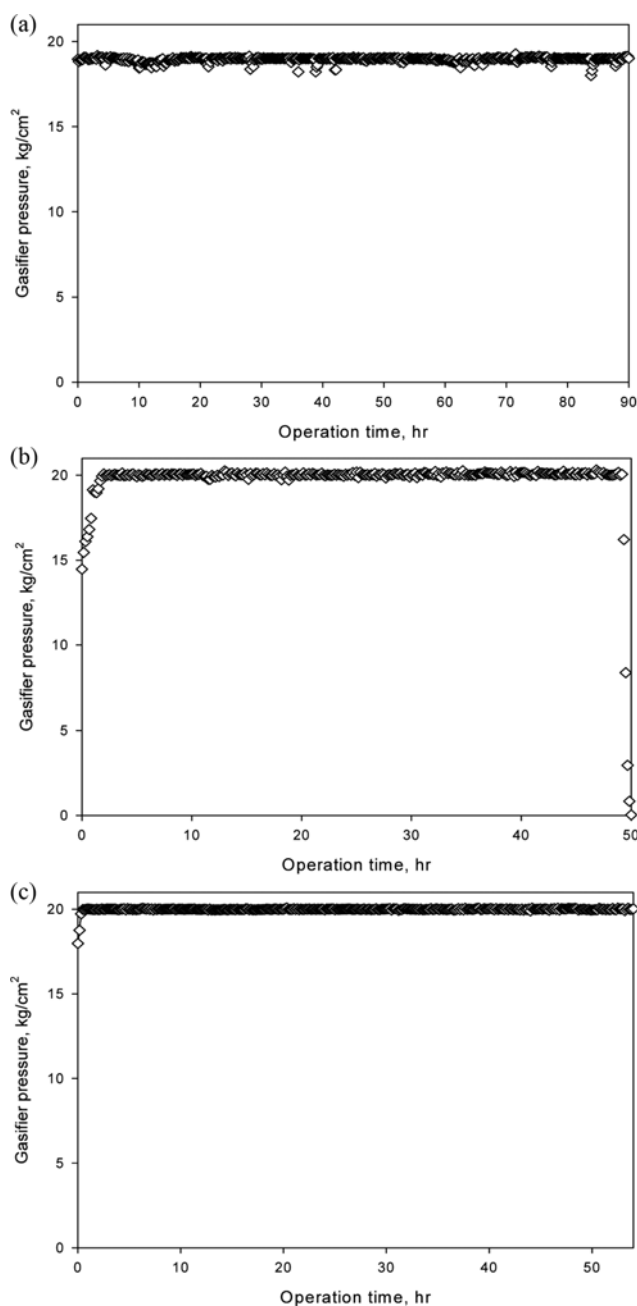 (a)
20
15
10
5
0
Gasifier pressure, kg/cm²
0 10 20 30 40 50 60 70 80 90
Operation time, hr
(b)
20
15
10
5
0
Gasifier pressure, kg/cm²
0 10 20 30 40 50
Operation time, hr
(c)
20
15
10
5
0
Gasifier pressure, kg/cm²
0 10 20 30 40 50
Operation time, hr